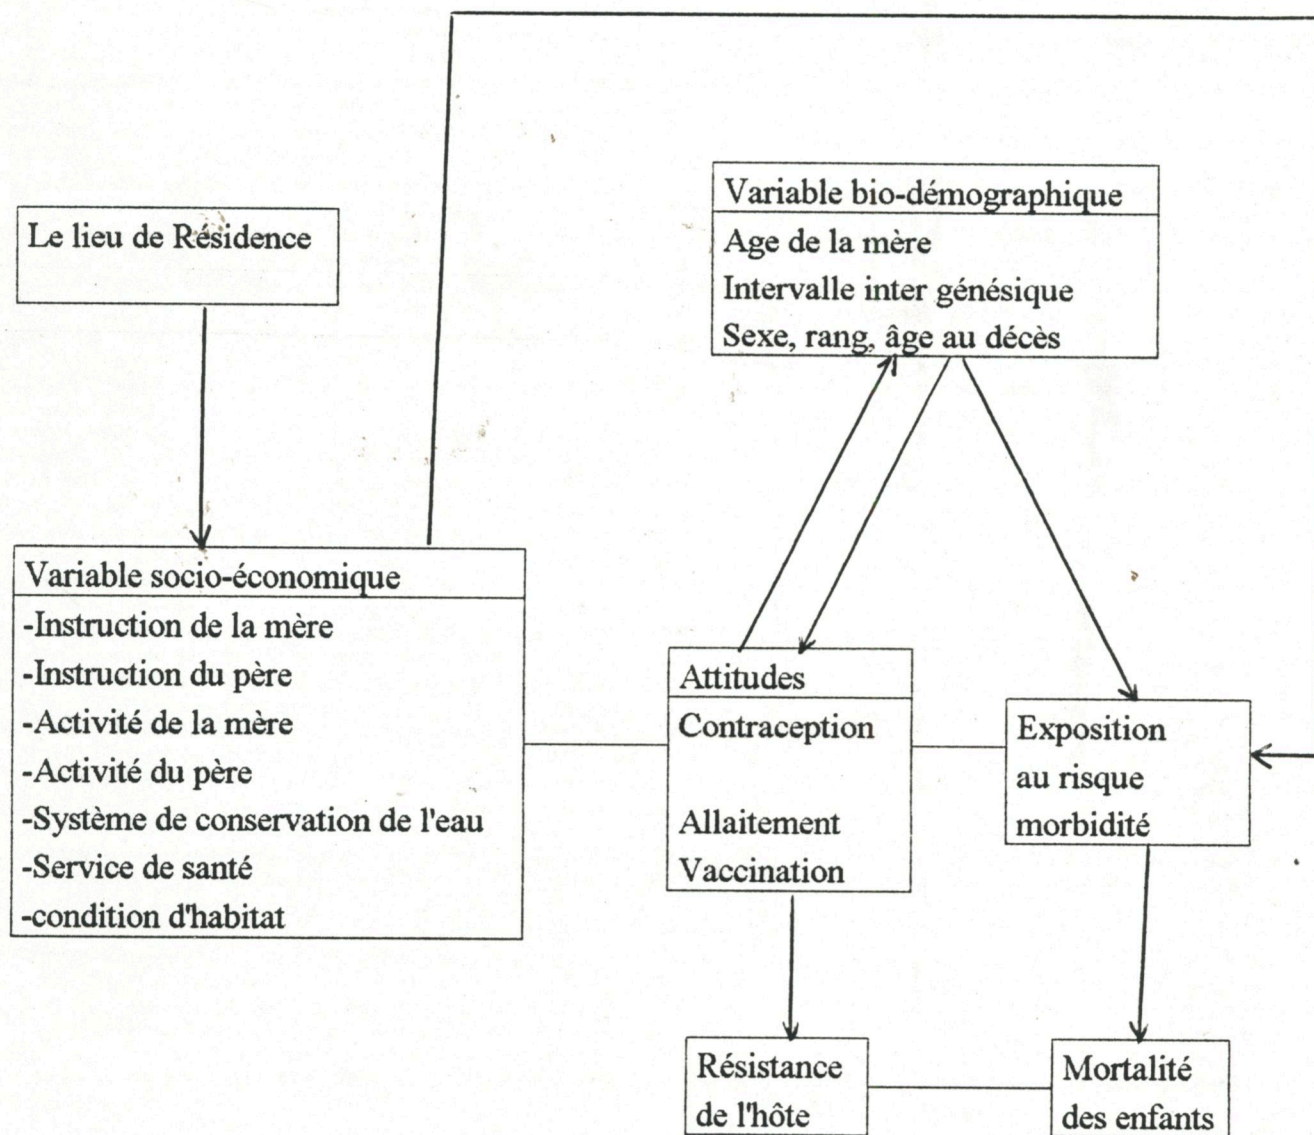 Le lieu de Résidence
Variable bio-démographique
Age de la mère
Intervalle inter génésique
Sexe, rang, âge au décès
Variable socio-économique
-Instruction de la mère
-Instruction du père
-Activité de la mère
-Activité du père
-Système de conservation de l'eau
-Service de santé
-condition d'habitat
Attitudes
Contraception
Allaitement
Vaccination
Exposition
au risque
morbidité
Résistance
de l'hôte
Mortalité
des enfants